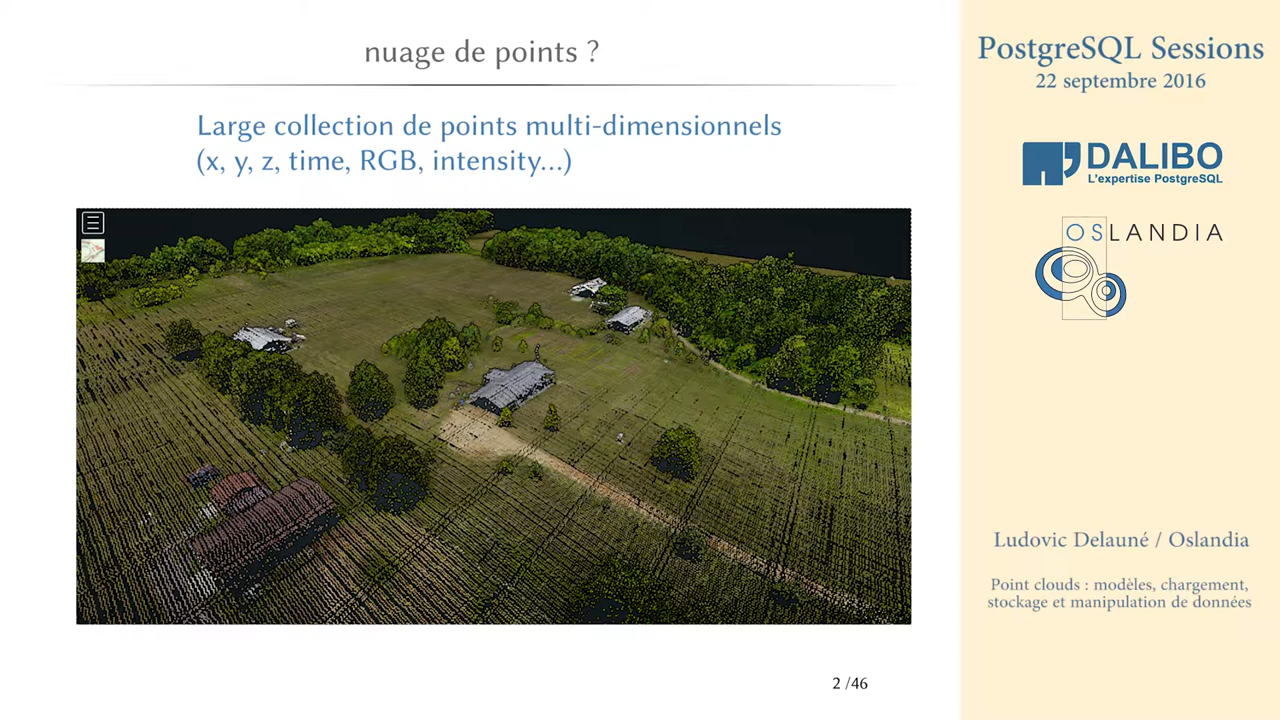 nuage de points ?
Large collection de points multi-dimensionnels
(x, y, z, time, RGB, intensity...)
2 /46
PostgreSQL Sessions
22 septembre 2016
DALIBO
L'expertise PostgreSQL
OSLANDIA
Ludovic Delauné / Oslandia
Point clouds : modèles, chargement,
stockage et manipulation de données